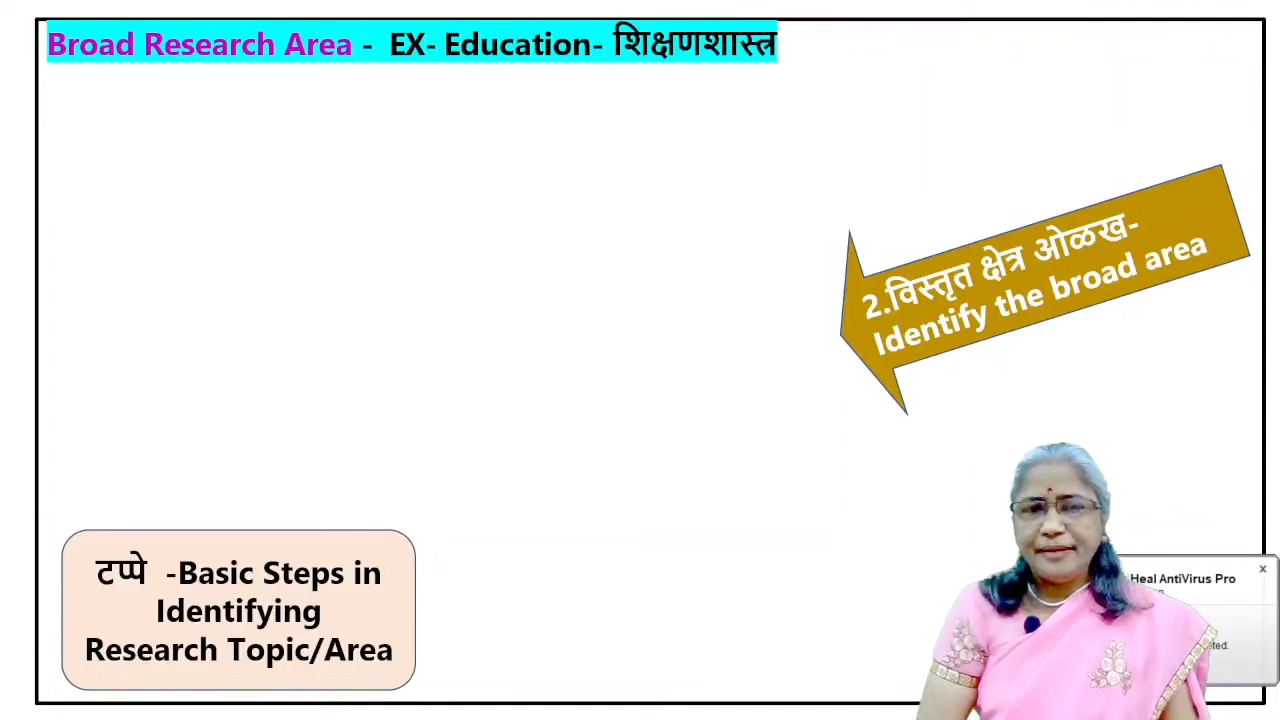 Broad Research Area - EX- Education- शिक्षणशास्त्र
2.विस्तृत क्षेत्र ओळख-
Identify the broad area
टप्पे -Basic Steps in
Identifying
Research Topic/Area
Heal AntiVirus Pro